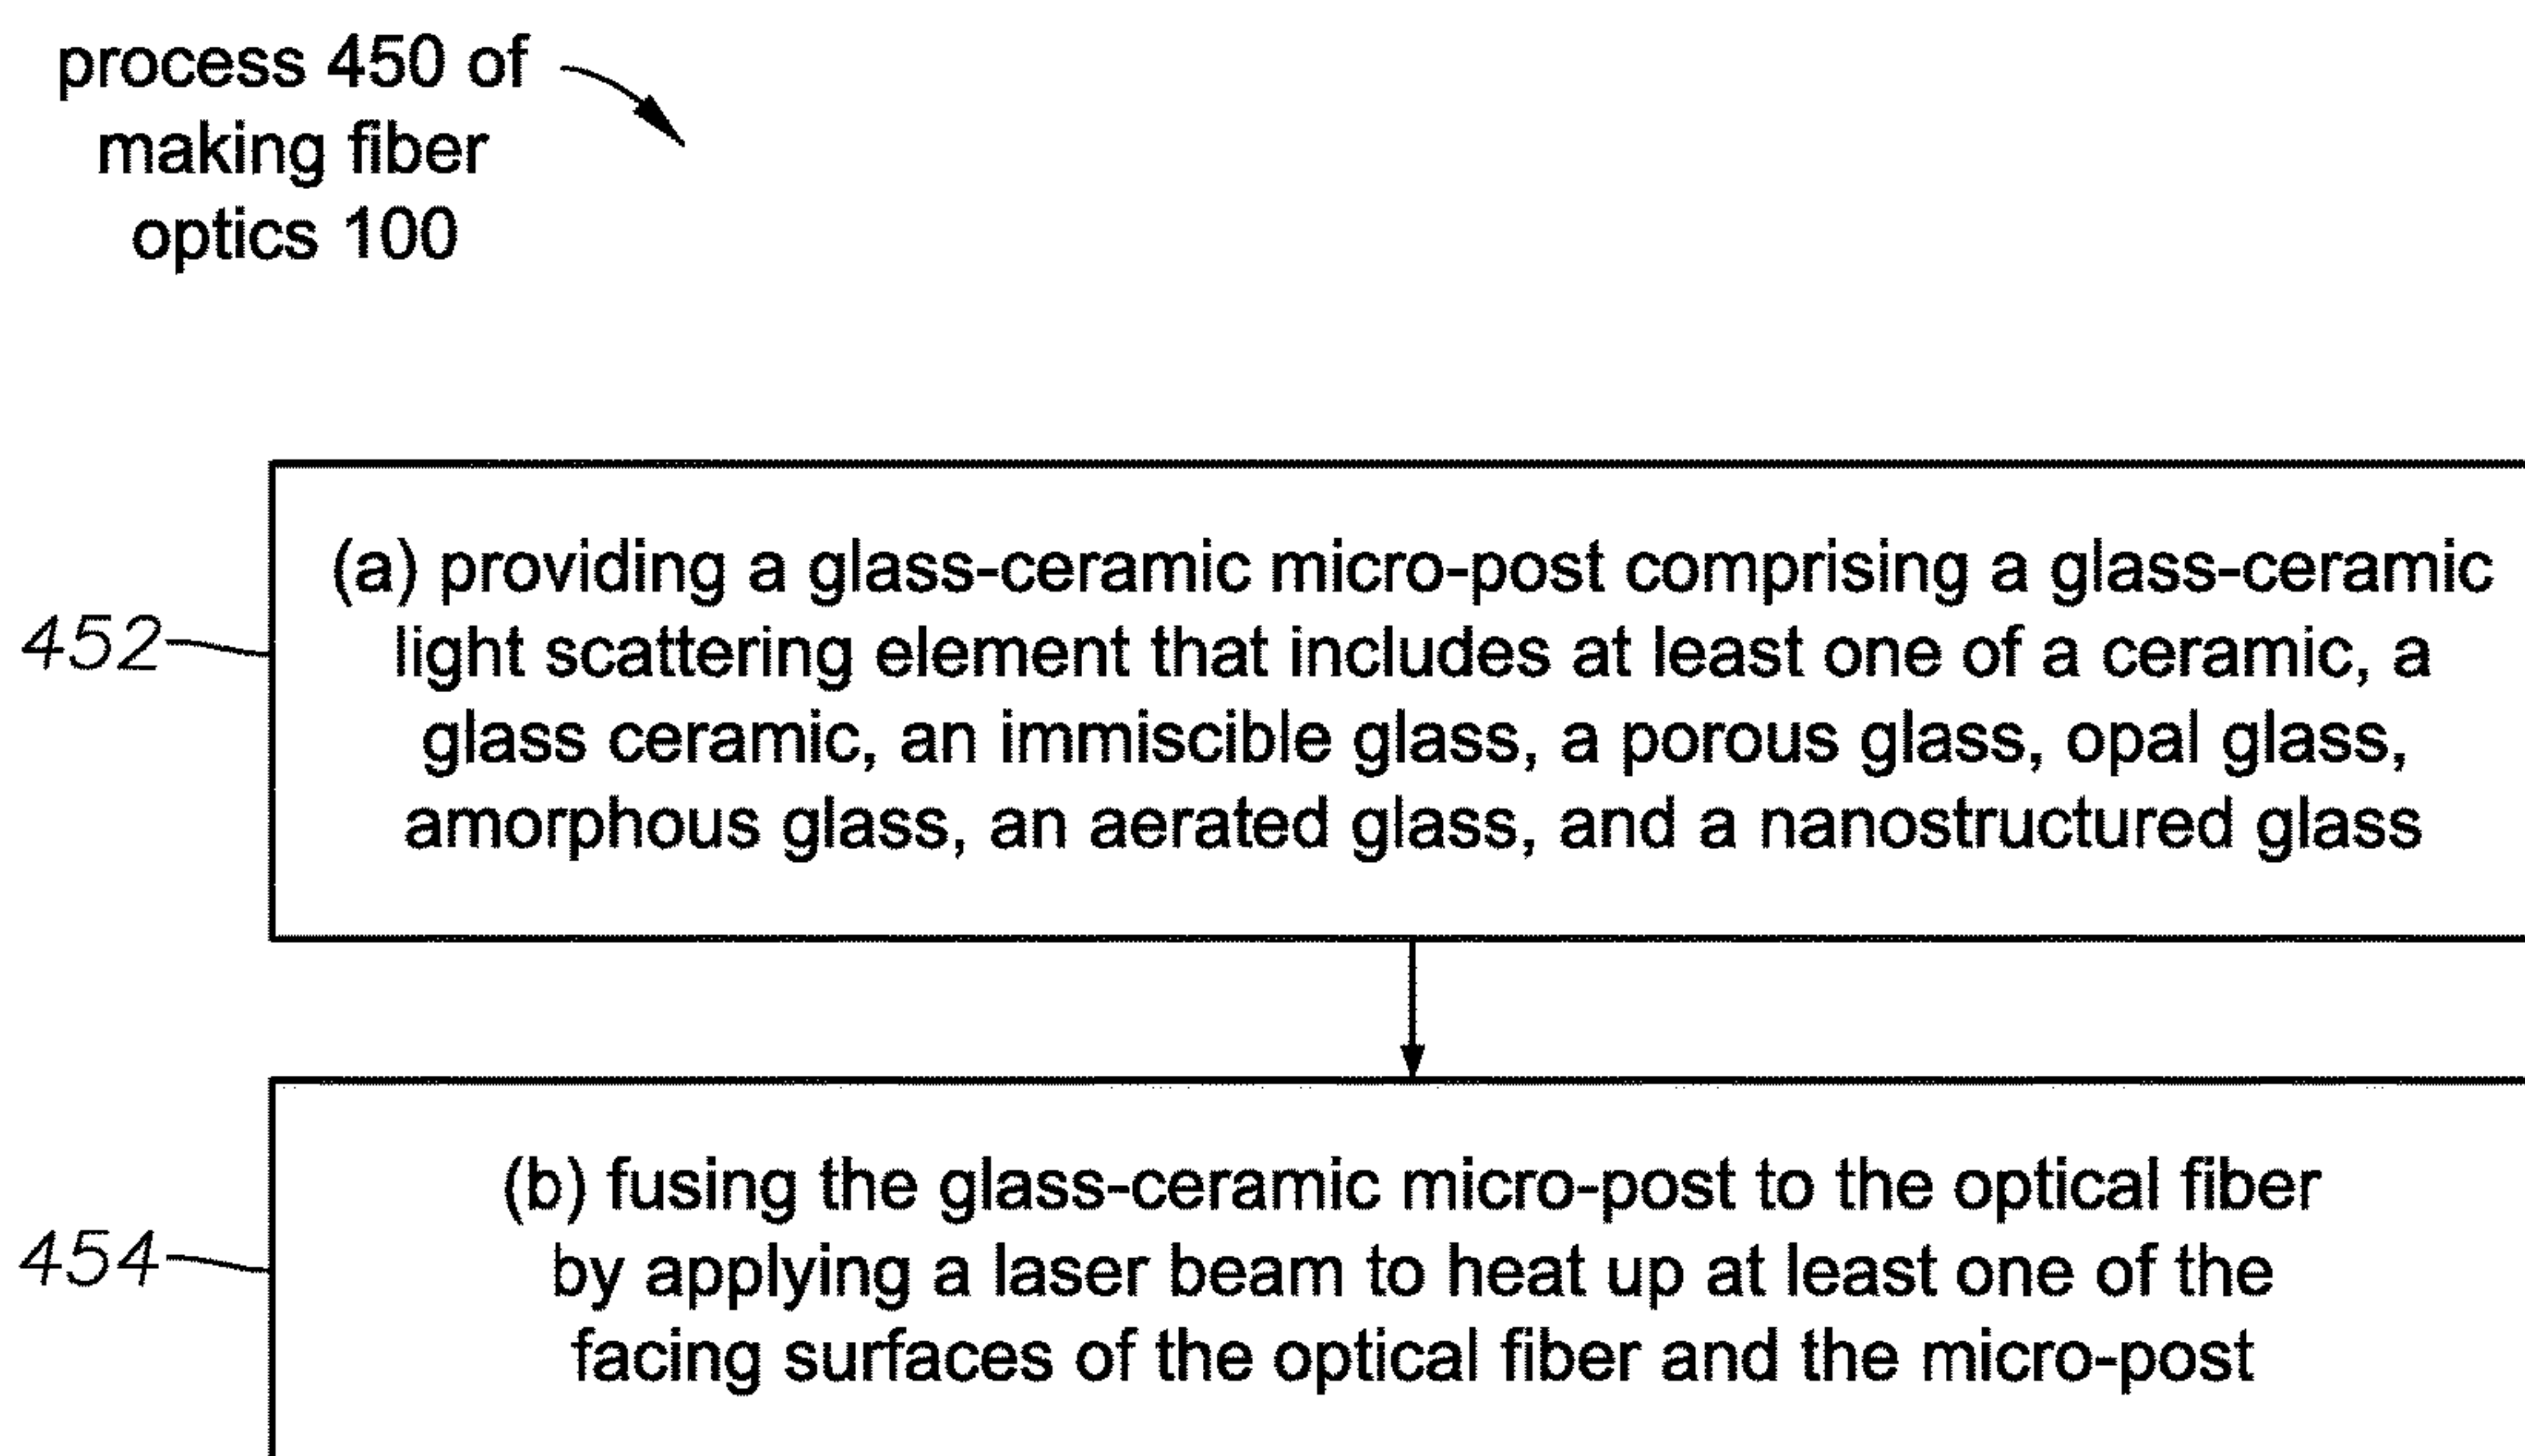 process 450 of
making fiber
optics 100
452
(a) providing a glass-ceramic micro-post comprising a glass-ceramic
light scattering element that includes at least one of a ceramic, a
glass ceramic, an immiscible glass, a porous glass, opal glass,
amorphous glass, an aerated glass, and a nanostructured glass
454
(b) fusing the glass-ceramic micro-post to the optical fiber
by applying a laser beam to heat up at least one of the
facing surfaces of the optical fiber and the micro-post